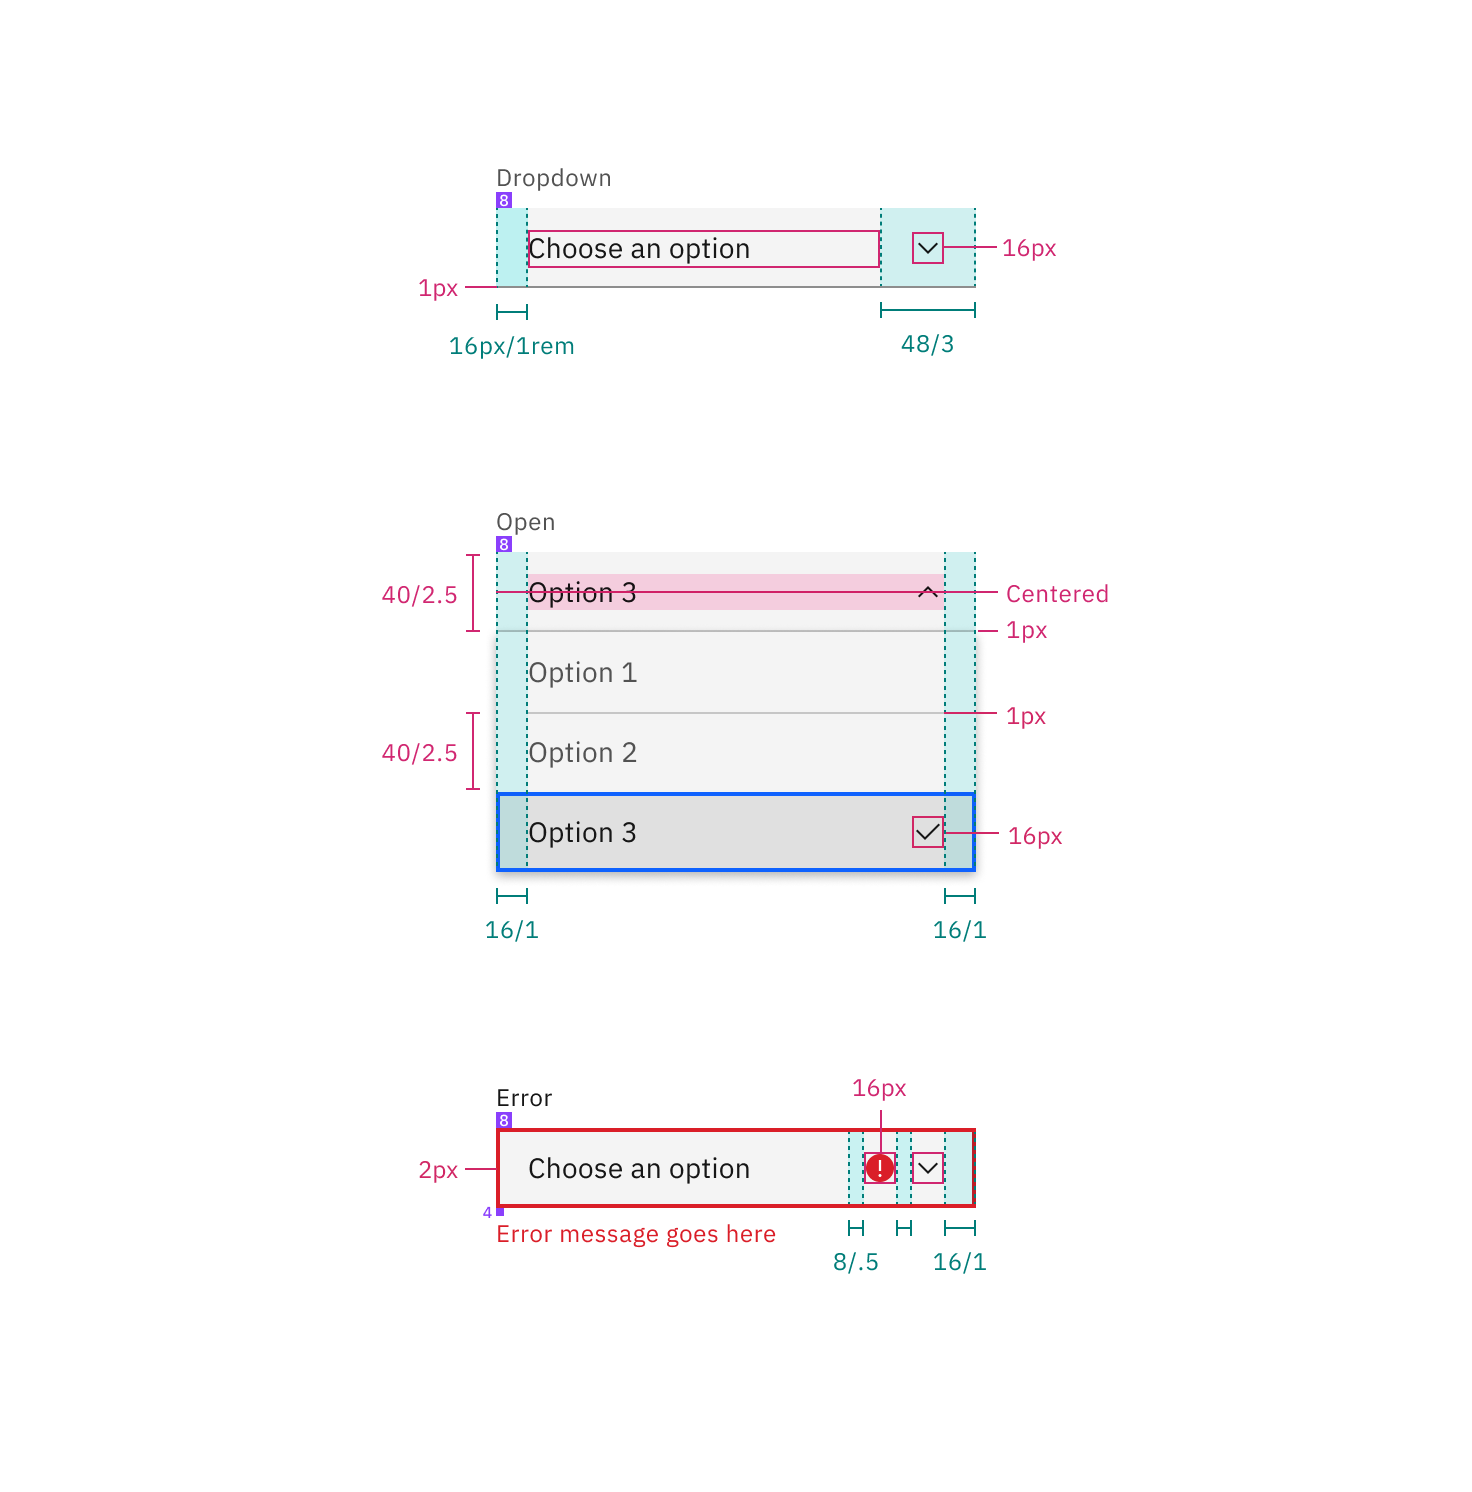 Dropdown
8
Choose an option
16px
1px
16px/1rem
48/3
Open
8
40/2.5
Option 3
Centered
1px
Option 1
1px
40/2.5
Option 2
Option 3
16px
16/1
16/1
16px
Error
8
2px
Choose an option
4
Error message goes here
8/.5
16/1